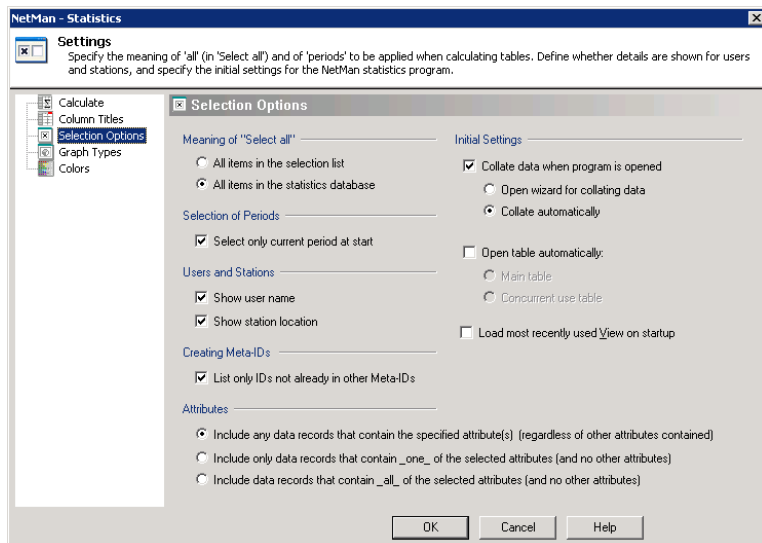 NetMan - Statistics
Settings
Specify the meaning of 'all' (in 'Select all') and of 'periods' to be applied when calculating tables. Define whether details are shown for users
and stations, and specify the initial settings for the NetMan statistics program.
Calculate
Column Titles
Selection Options
Graph Types
Colors
Selection Options
Meaning of "Select all"
All items in the selection list
All items in the statistics database
Selection of Periods
Select only current period at start
Users and Stations
Show user name
Show station location
Creating Meta-IDs
List only IDs not already in other Meta-IDs
Initial Settings
Collate data when program is opened
Open wizard for collating data
Collate automatically
Open table automatically:
Main table
Concurrent use table
Load most recently used View on startup
Attributes
Include any data records that contain the specified attribute(s) (regardless of other attributes contained)
Include only data records that contain _one_ of the selected attributes (and no other attributes)
Include data records that contain _all_ of the selected attributes (and no other attributes)
OK
Cancel
Help